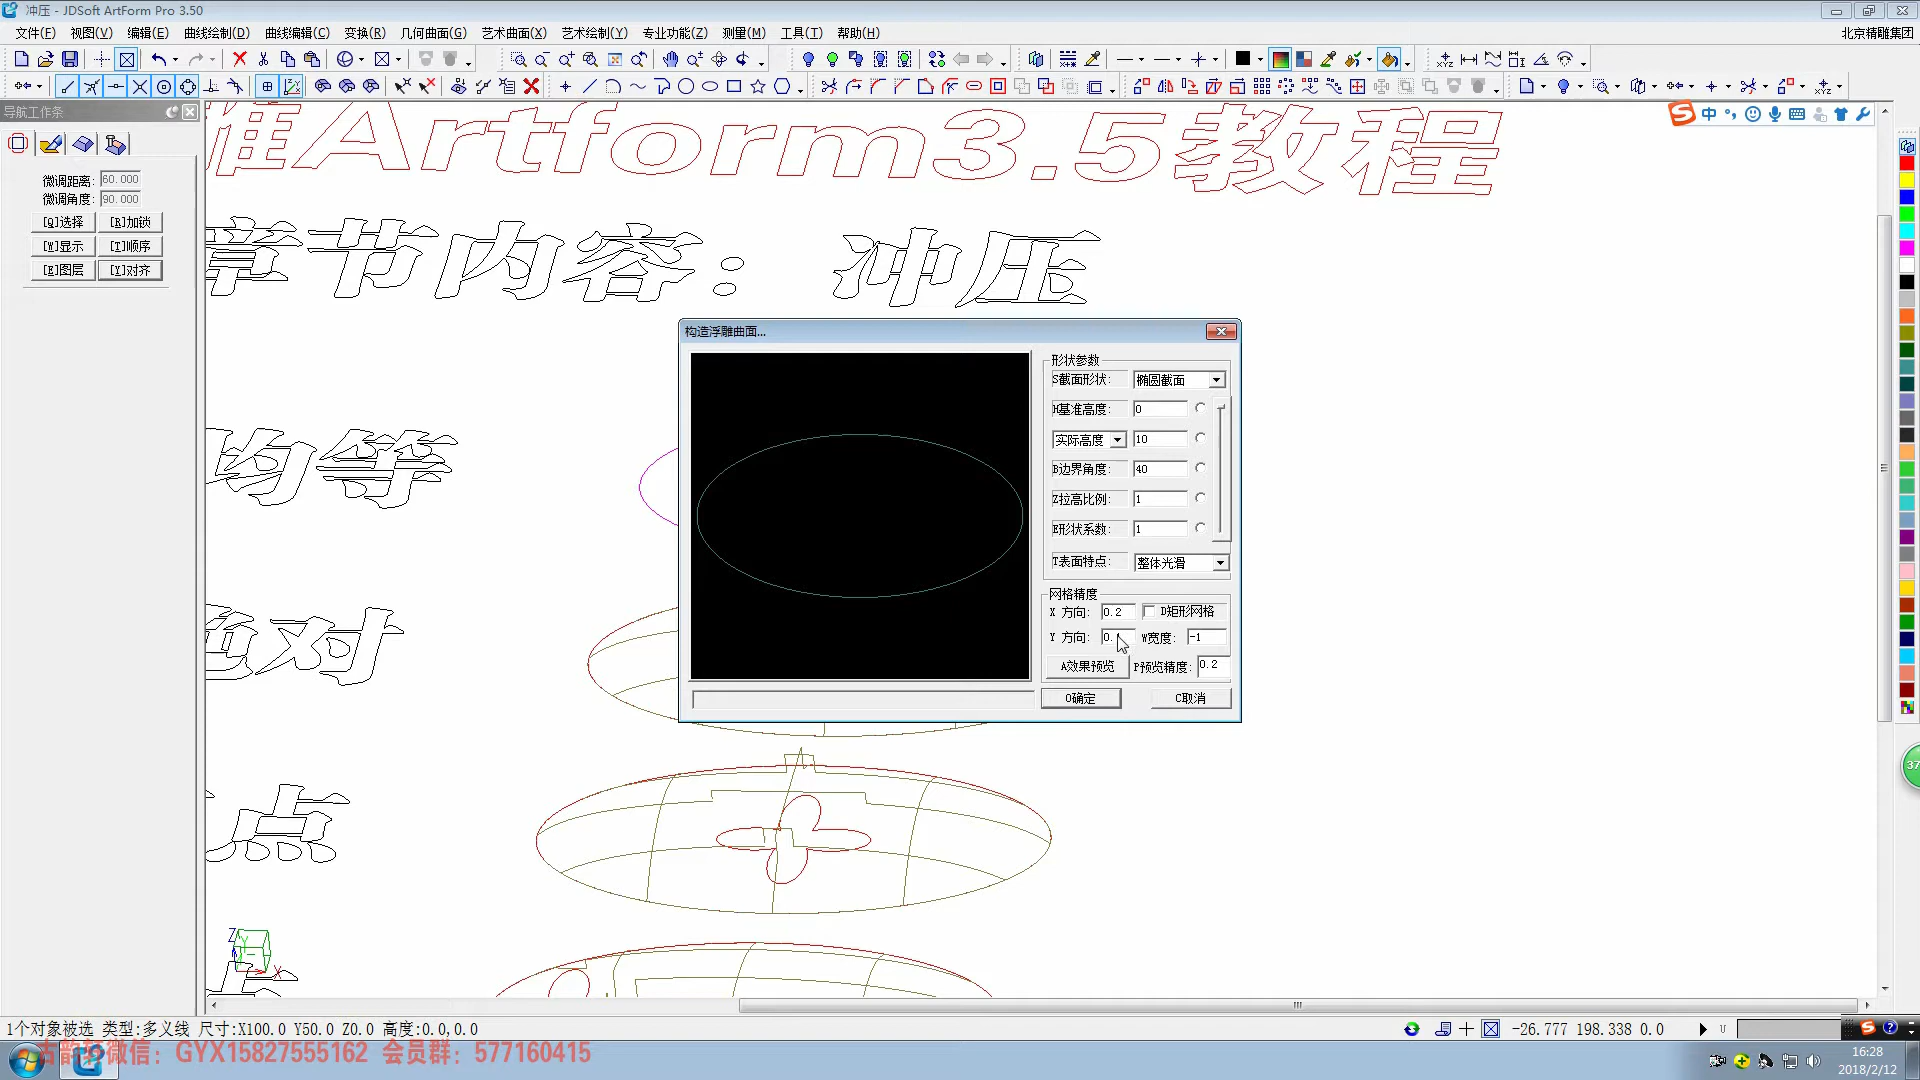 冲压 - JDSoft ArtForm Pro 3.50
文件(F) 视图(V) 编辑(E) 曲线绘制(D) 曲线编辑(C) 变换(R) 几何曲面(G) 艺术曲面(X) 艺术绘制(Y) 专业功能(Z) 测量(M) 工具(T) 帮助(H) 北京精雕集团
导航工作条
中
准Artform3.5教程
微调距离: 60.000
微调角度: 90.000
[Q]选择 [R]加锁
[W]显示 [T]顺序
[E]图层 [Y]对齐
章节内容：冲压
构造浮雕曲面...
形状参数
S截面形状: 椭圆截面
H基准高度: 0
实际高度 10
B边界角度: 40
Z拉高比例: 1
E形状系数: 1
T表面特点: 整体光滑
网格精度
X 方向: 0.2 D矩形网格
Y 方向: 0. W宽度: -1
A效果预览 P预览精度: 0.2
O确定 C取消
均等
绝对
点
37
Z Y X
1个对象被选 类型:多义线 尺寸:X100.0 Y50.0 Z0.0 高度:0.0,0.0
-26.777 198.338 0.0
古韵轩微信：GYX15827555162 会员群：577160415
16:28
2018/2/12